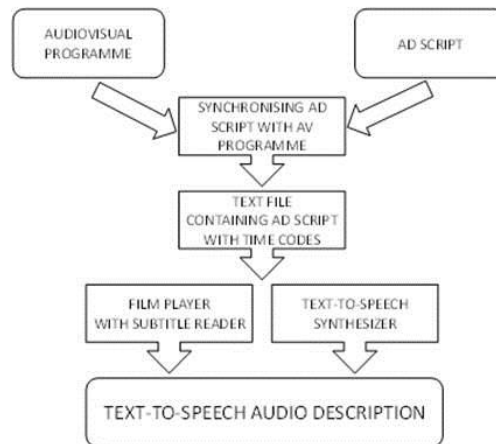 AUDIOVISUAL
PROGRAMME
AD SCRIPT
SYNCHRONISING AD
SCRIPT WITH AV
PROGRAMME
TEXT FILE
CONTAINING AD SCRIPT
WITH TIME CODES
FILM PLAYER
WITH SUBTITLE READER
TEXT-TO-SPEECH
SYNTHESIZER
TEXT-TO-SPEECH AUDIO DESCRIPTION